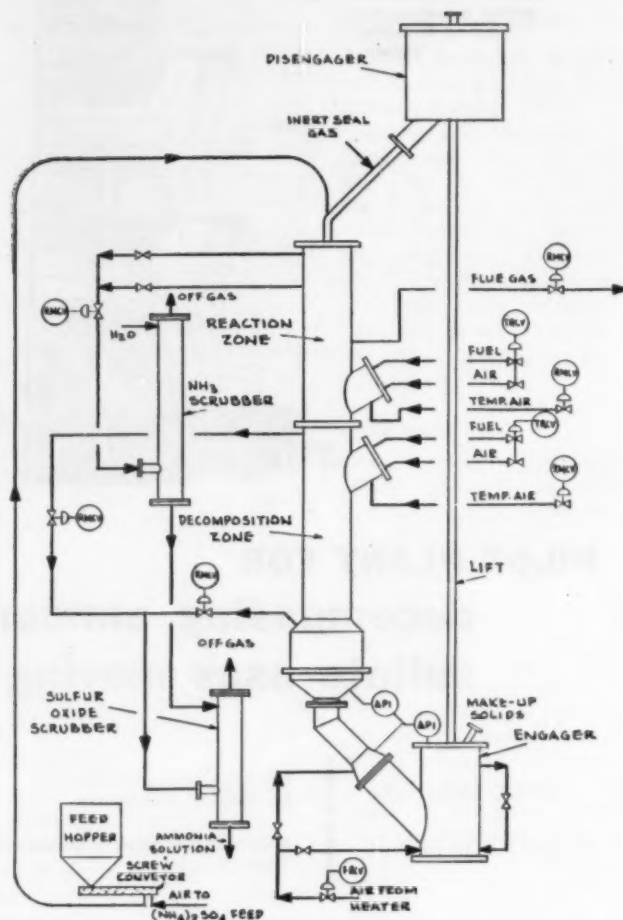 DISENGAGER
INERT SEAL
GAS
OFF GAS
H₂O
REACTION
ZONE
FLUE GAS
FUEL
AIR
TEMP. AIR
FUEL
AIR
TEMP. AIR
NH₃
SCRUBBER
DECOMPOSITION
ZONE
LIFT
OFF GAS
SULFUR
OXIDE
SCRUBBER
API
API
MAKE-UP
SOLIDS
ENGAGER
FEED
HOPPER
SCREW
CONVEYOR
AMMONIA
SOLUTION
AIR TO
(NH₄)₂SO₄ FEED
AIR FROM
HEATER